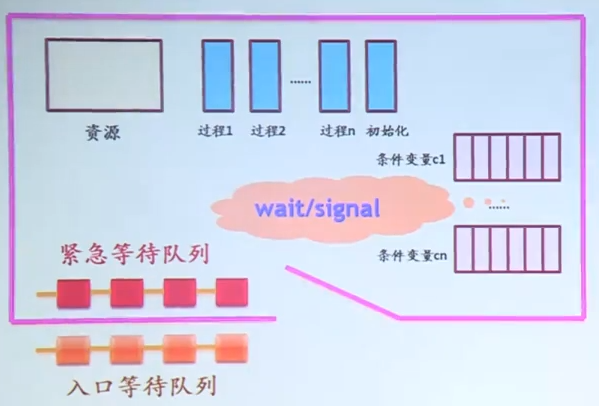 ……
资源
过程1
过程2
过程n
初始化
条件变量c1
wait/signal
……
条件变量cn
紧急等待队列
入口等待队列